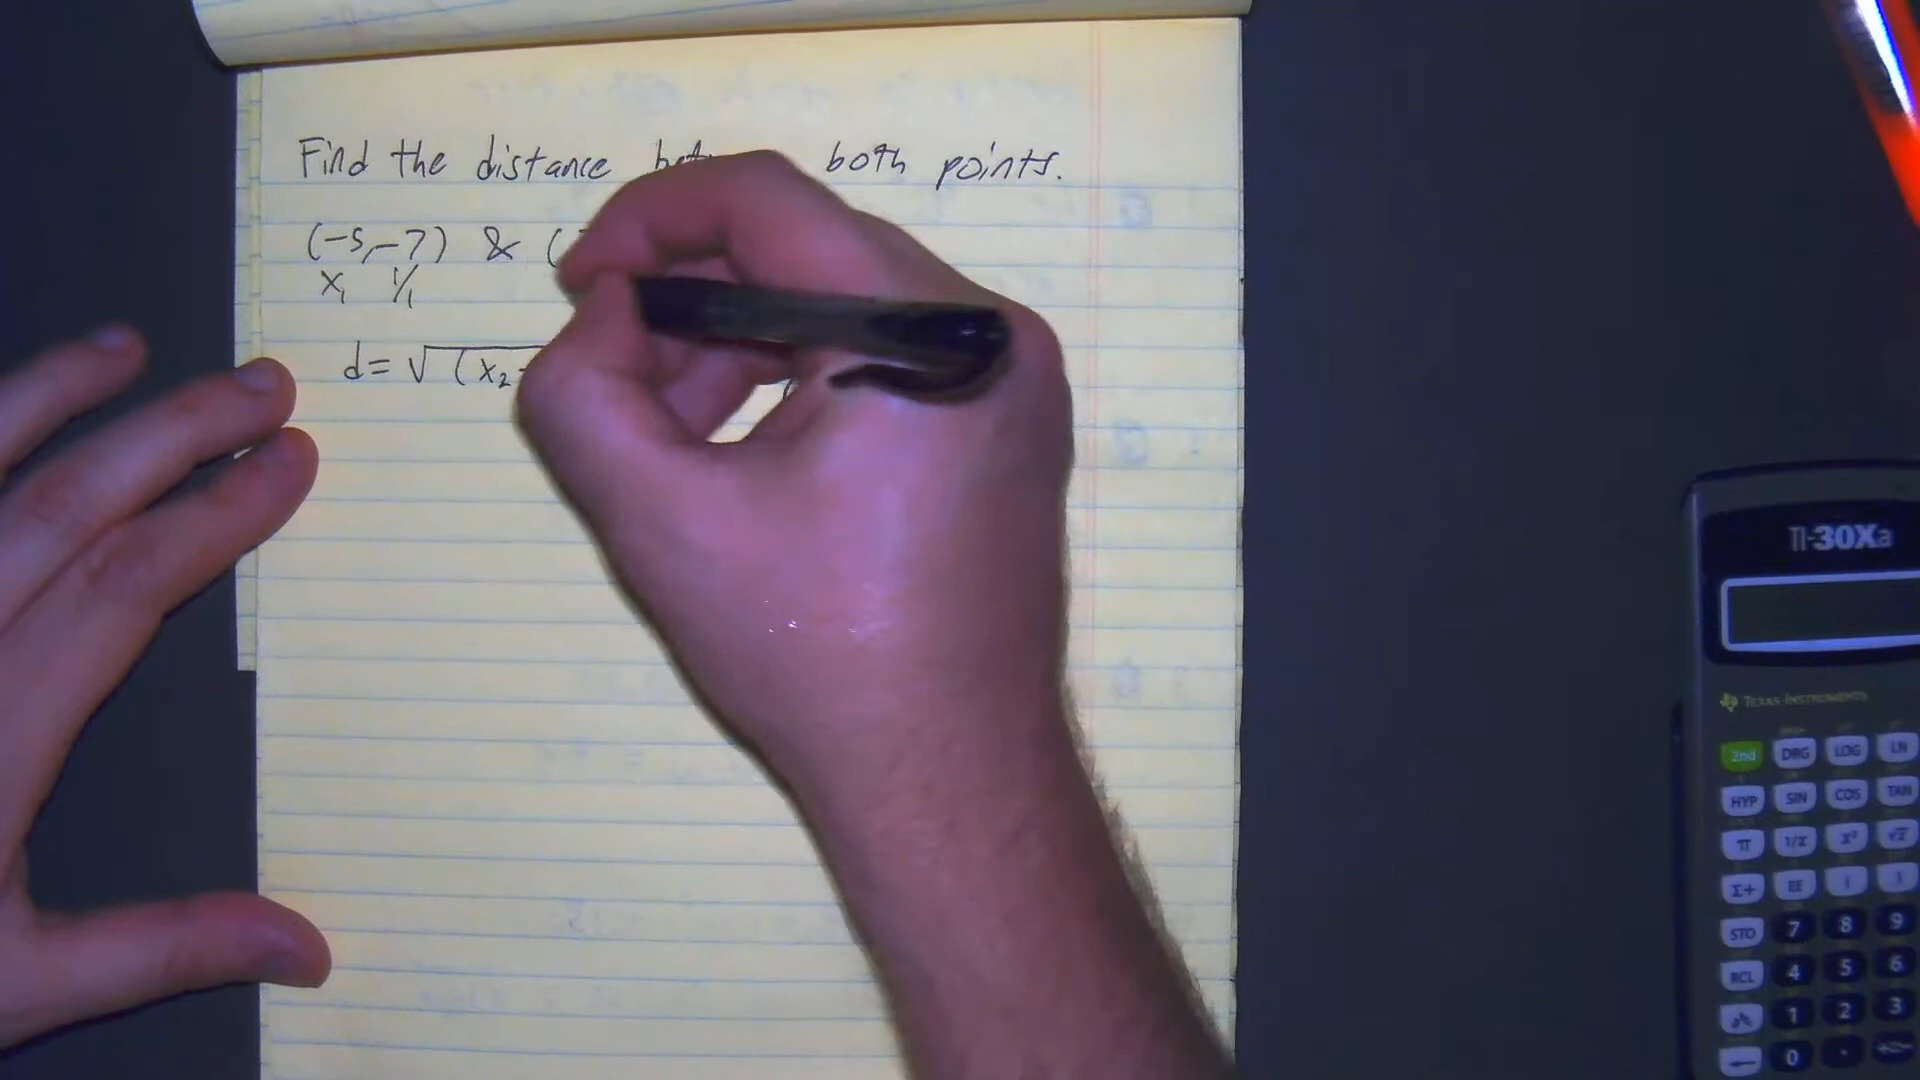 Find the distance both points.
(-5,-7) & (
x₁ y₁
d=√(x₂-
TI-30Xa
TEXAS INSTRUMENTS
2nd DRG LOG LN
HYP SIN COS TAN
π 1/x x² √x
Σ+ EE ( )
STO 7 8 9
RCL 4 5 6
1 2 3
← 0 .